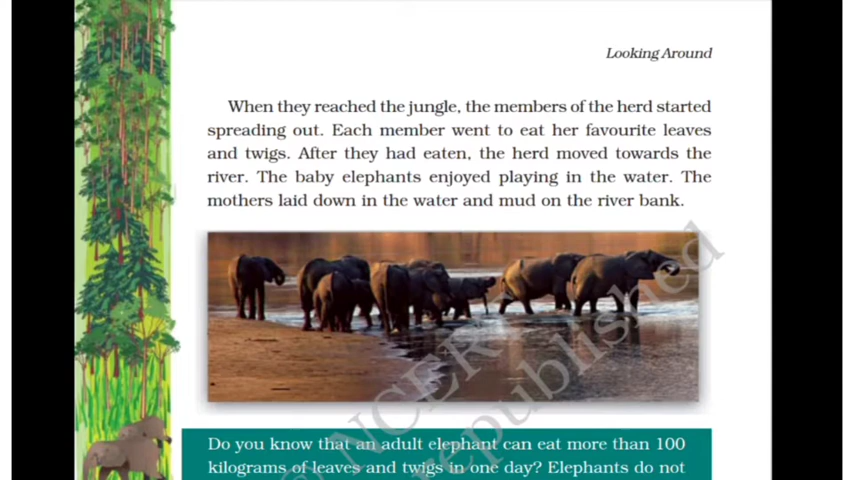 Looking Around
When they reached the jungle, the members of the herd started
spreading out. Each member went to eat her favourite leaves
and twigs. After they had eaten, the herd moved towards the
river. The baby elephants enjoyed playing in the water. The
mothers laid down in the water and mud on the river bank.
© NCERT
republished
Do you know that an adult elephant can eat more than 100
kilograms of leaves and twigs in one day? Elephants do not